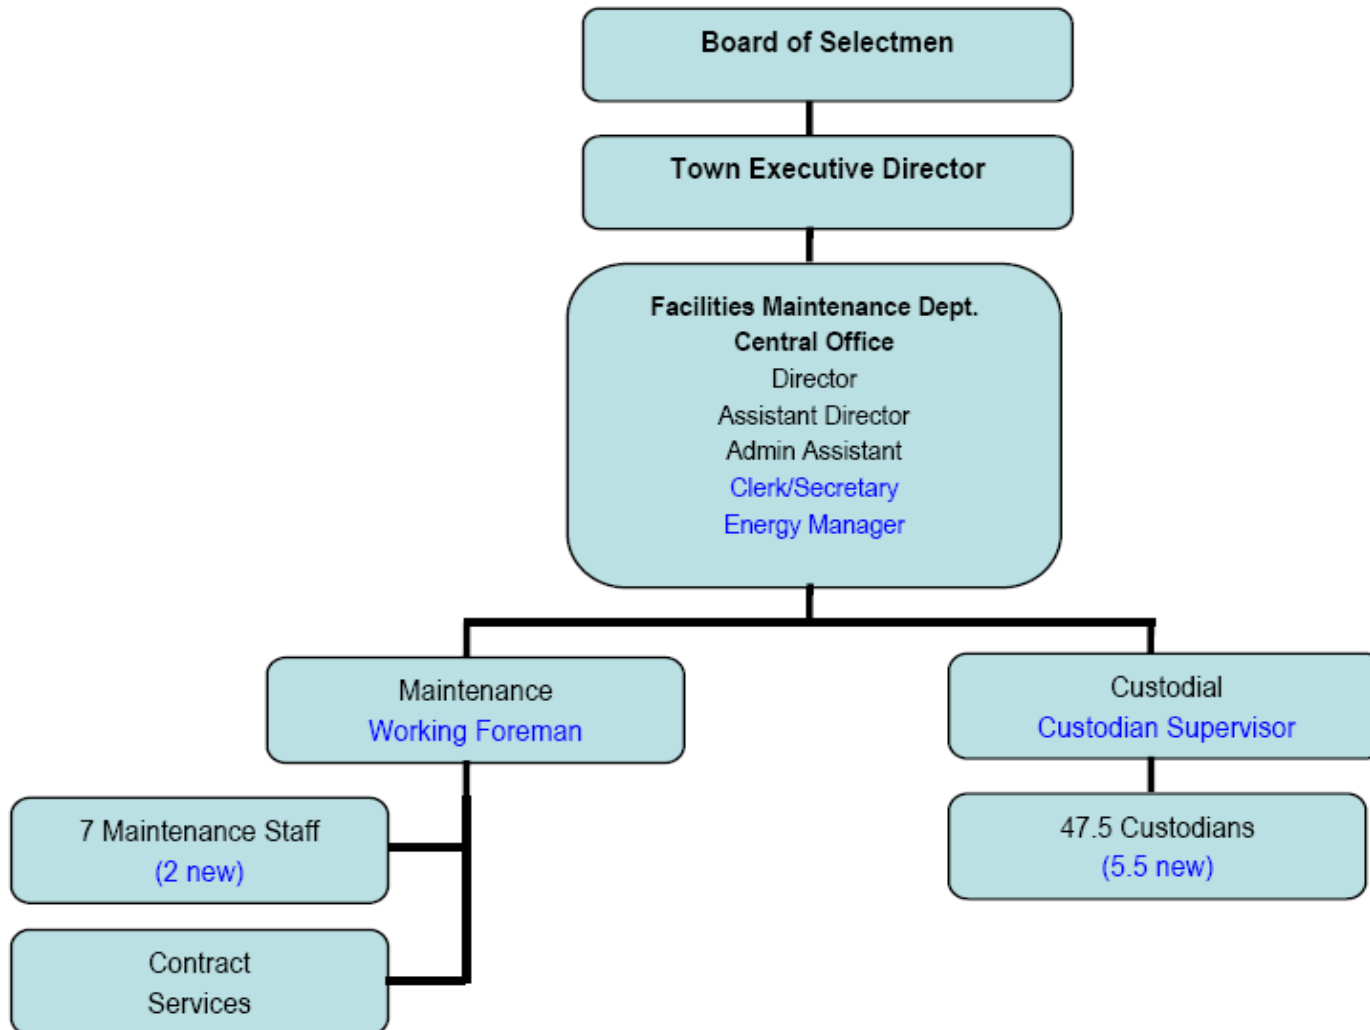 Board of Selectmen
Town Executive Director
Facilities Maintenance Dept.
Central Office
Director
Assistant Director
Admin Assistant
Clerk/Secretary
Energy Manager
Maintenance
Working Foreman
Custodial
Custodian Supervisor
7 Maintenance Staff
(2 new)
47.5 Custodians
(5.5 new)
Contract
Services